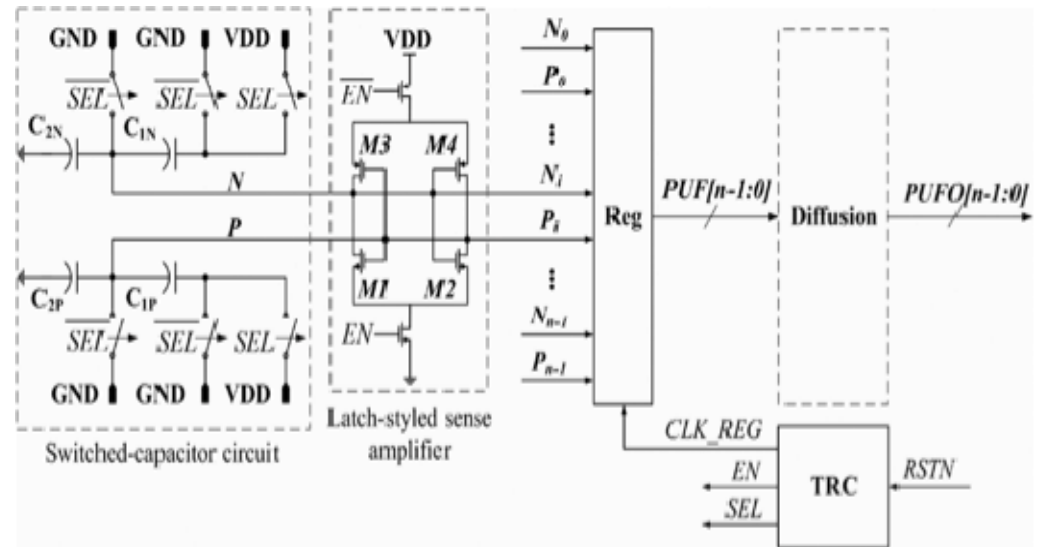 GND GND VDD
SEL SEL SEL
C2N C1N
N
P
C2P C1P
SEL SEL SEL
GND GND VDD
Switched-capacitor circuit
VDD
EN
M3 M4
M1 M2
EN
Latch-styled sense
amplifier
N0
P0
Ni
Pi
Nn-1
Pn-1
Reg
PUF[n-1:0]
Diffusion
PUFO[n-1:0]
CLK_REG
EN
SEL
TRC
RSTN